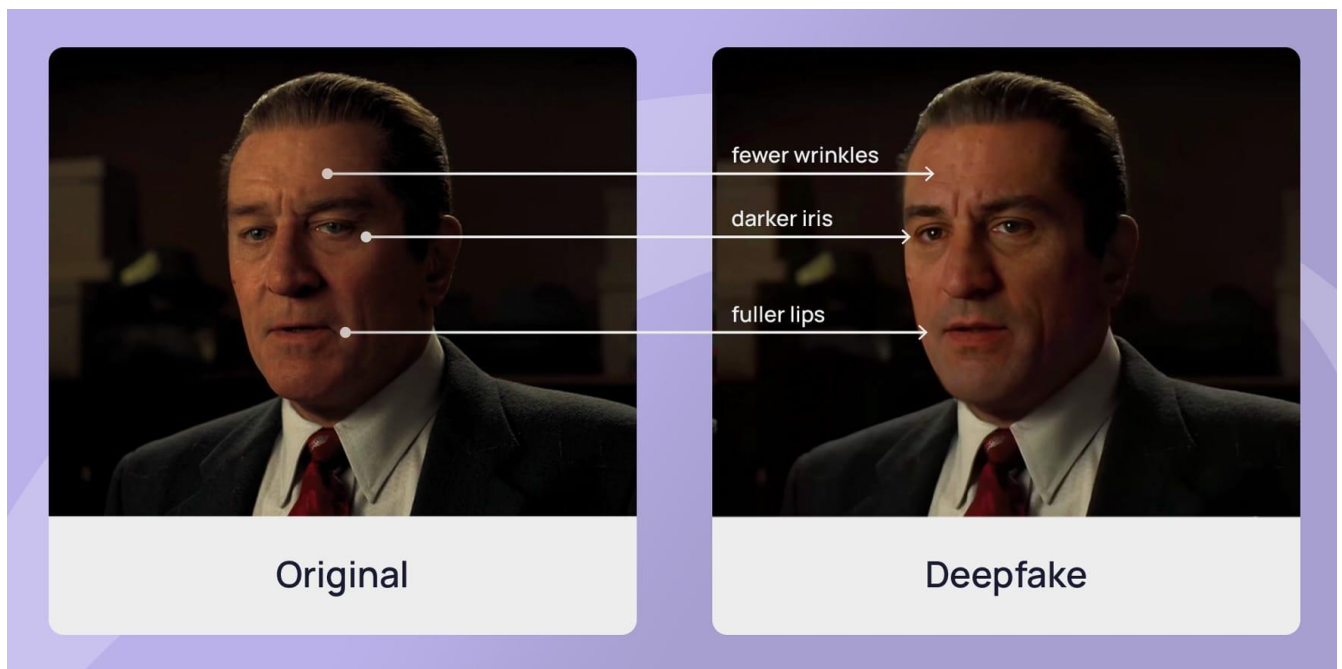 fewer wrinkles
darker iris
fuller lips
Original
Deepfake